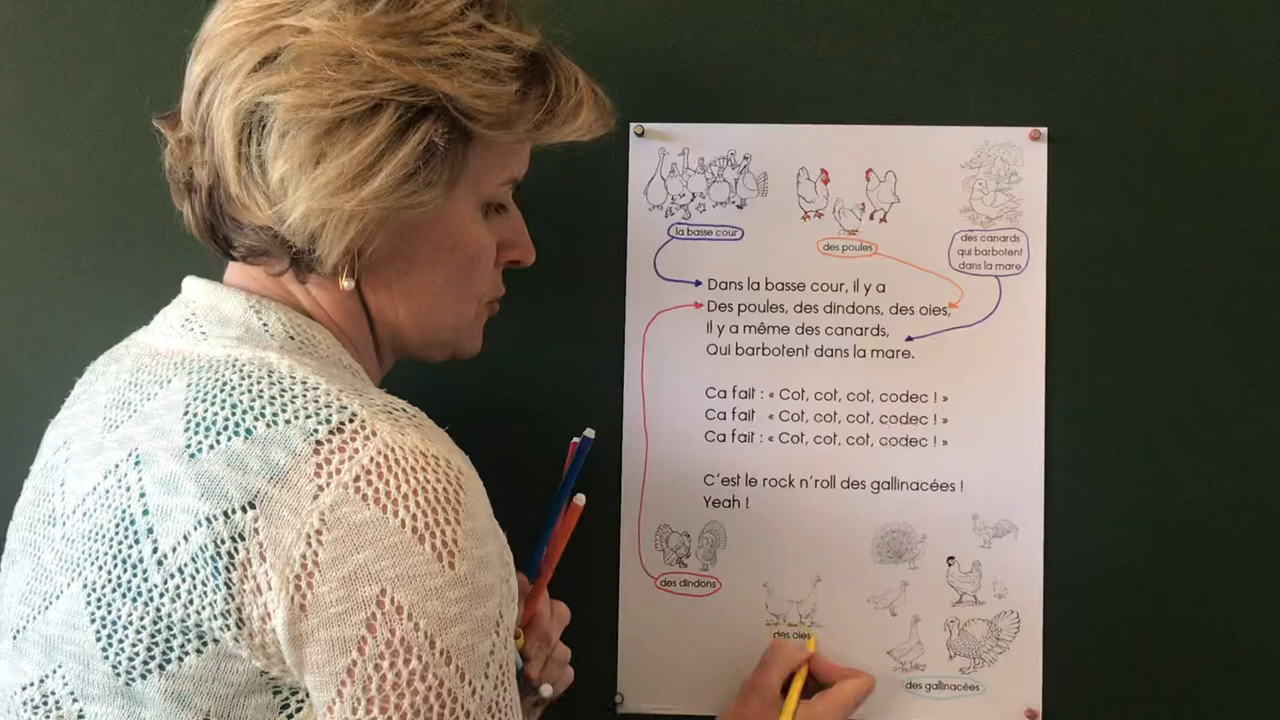 la basse cour
des poules
des canards
qui barbotent
dans la mare
Dans la basse cour, il y a
Des poules, des dindons, des oies,
Il y a même des canards,
Qui barbotent dans la mare.
Ca fait : « Cot, cot, cot, codec ! »
Ca fait « Cot, cot, cot, codec ! »
Ca fait : « Cot, cot, cot, codec ! »
C'est le rock n'roll des gallinacées !
Yeah !
des dindons
des oies
des gallinacées